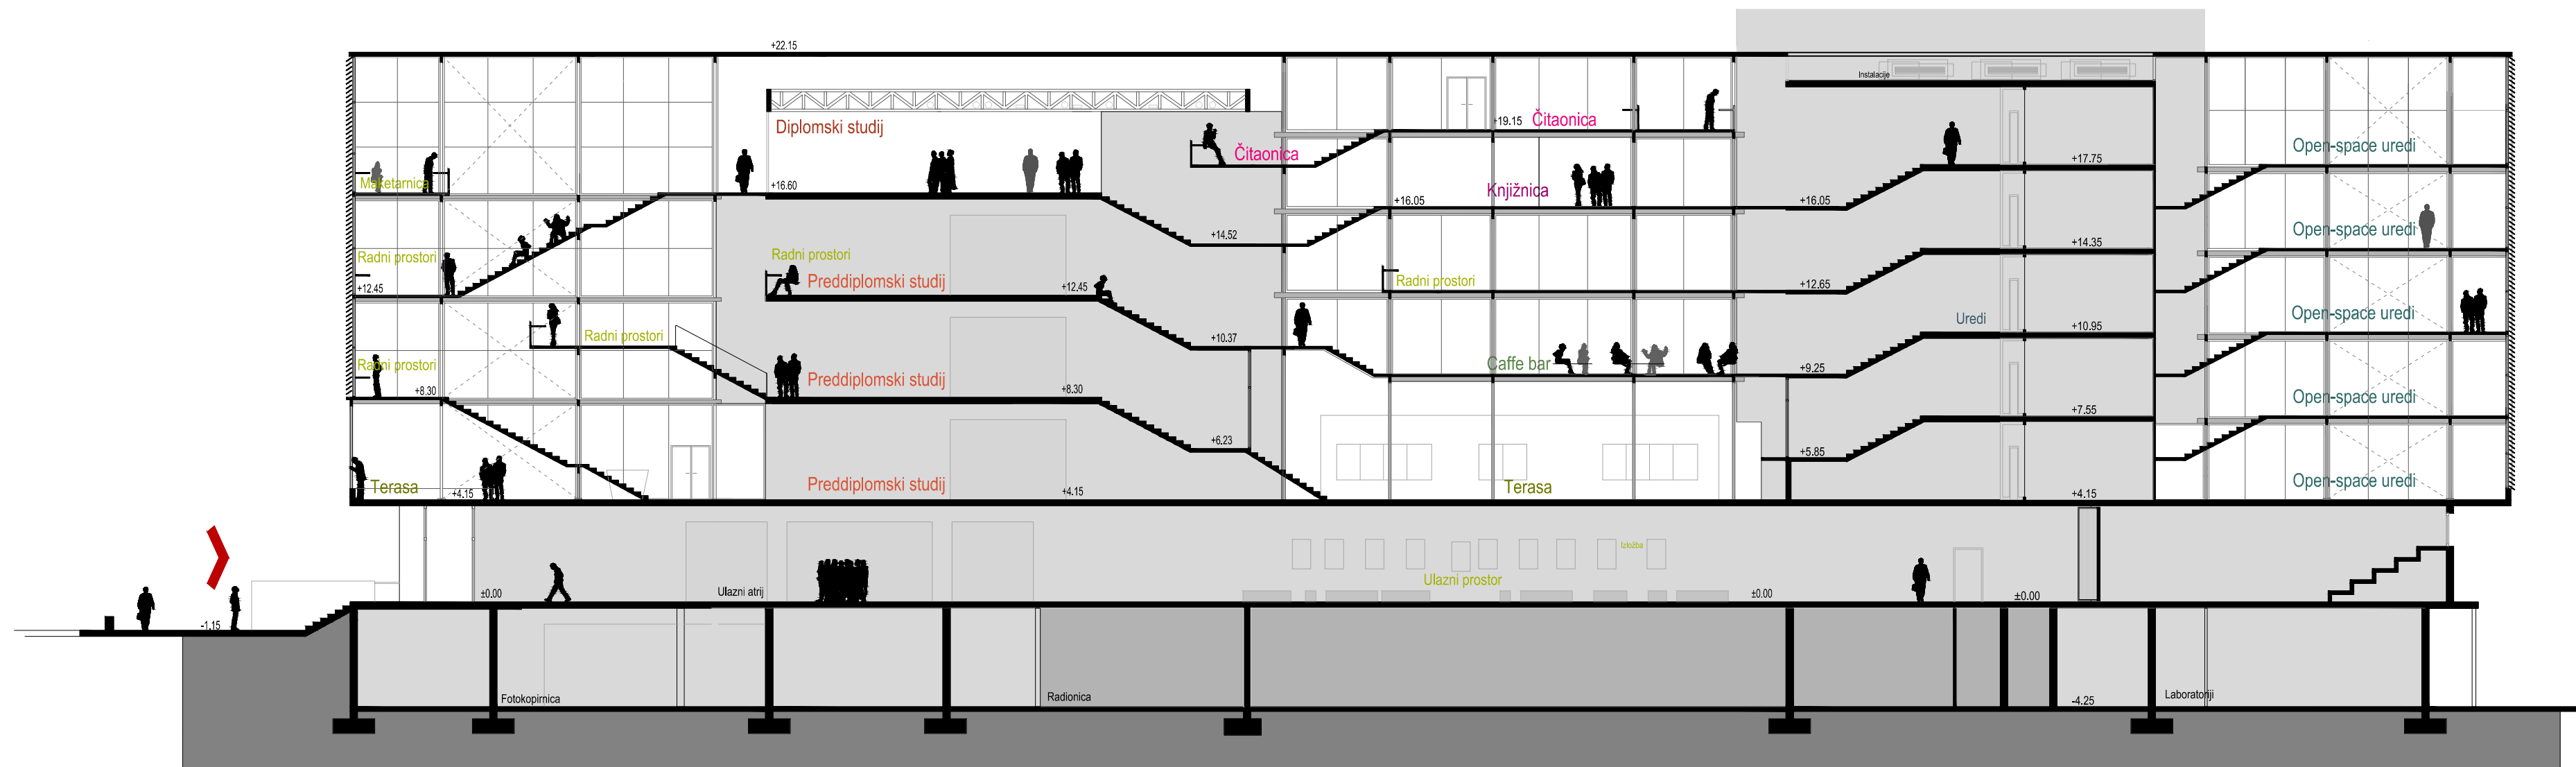 +22.15
Instalacije
Diplomski studij
+19.15 Čitaonica
Čitaonica
Open-space uredi
+17.75
Maketarnica
+16.60
Knjižnica
+16.05
+16.05
+14.52
Open-space uredi
+14.35
Radni prostori
Radni prostori
Preddiplomski studij
+12.45
+12.45
Radni prostori
+12.65
Open-space uredi
Uredi
+10.95
Radni prostori
+10.37
Radni prostori
Caffe bar
+9.25
Preddiplomski studij
+8.30
+8.30
Open-space uredi
+7.55
+6.23
+5.85
Terasa
+4.15
Preddiplomski studij
+4.15
Terasa
+4.15
Open-space uredi
Izložba
Ulazni prostor
±0.00
Ulazni atrij
±0.00
±0.00
-1.15
Fotokopirnica
Radionica
-4.25
Laboratoriji